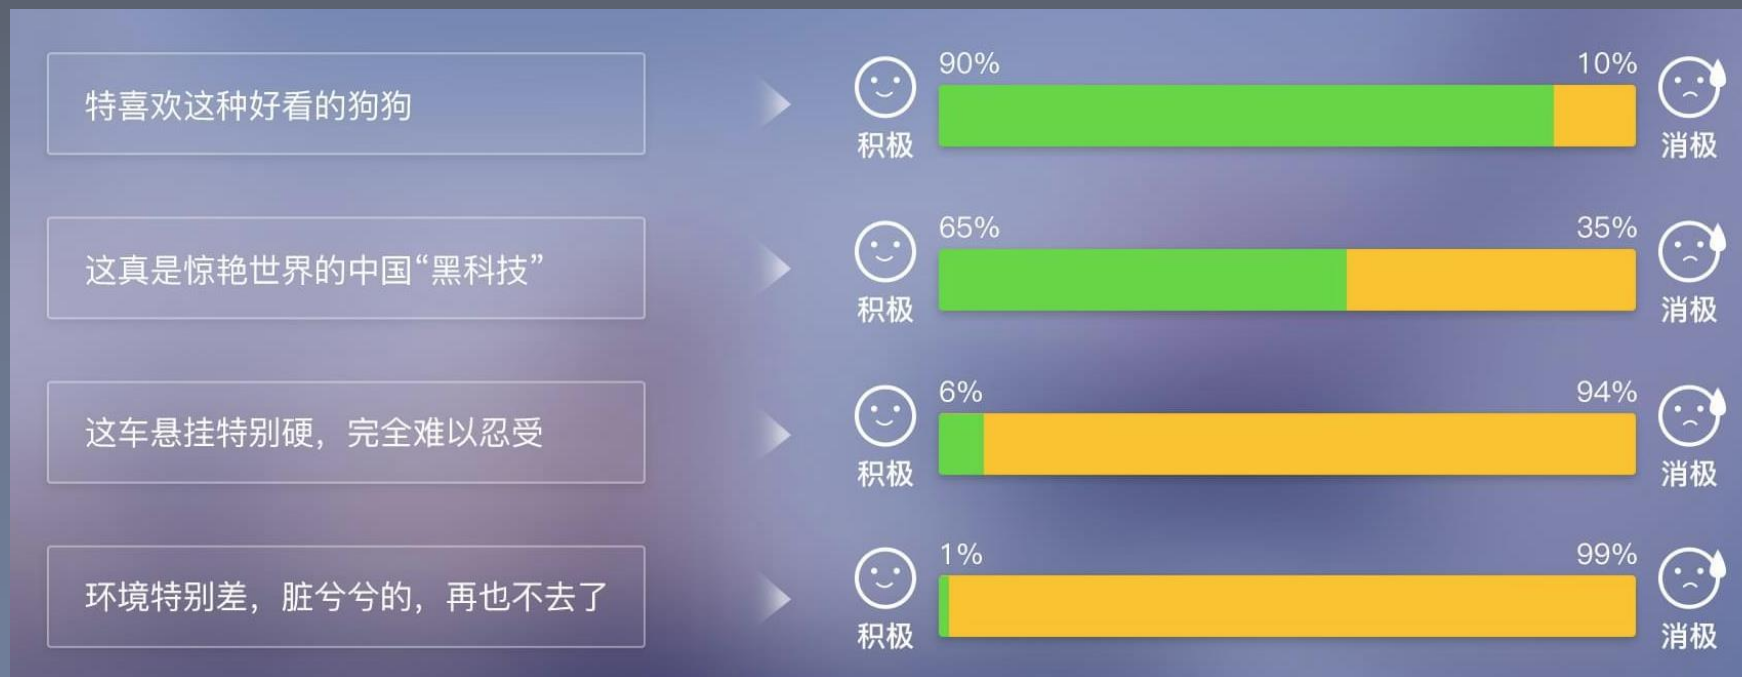 特喜欢这种好看的狗狗
90%
10%
积极
消极
这真是惊艳世界的中国“黑科技”
65%
35%
积极
消极
这车悬挂特别硬，完全难以忍受
6%
94%
积极
消极
环境特别差，脏兮兮的，再也不去了
1%
99%
积极
消极